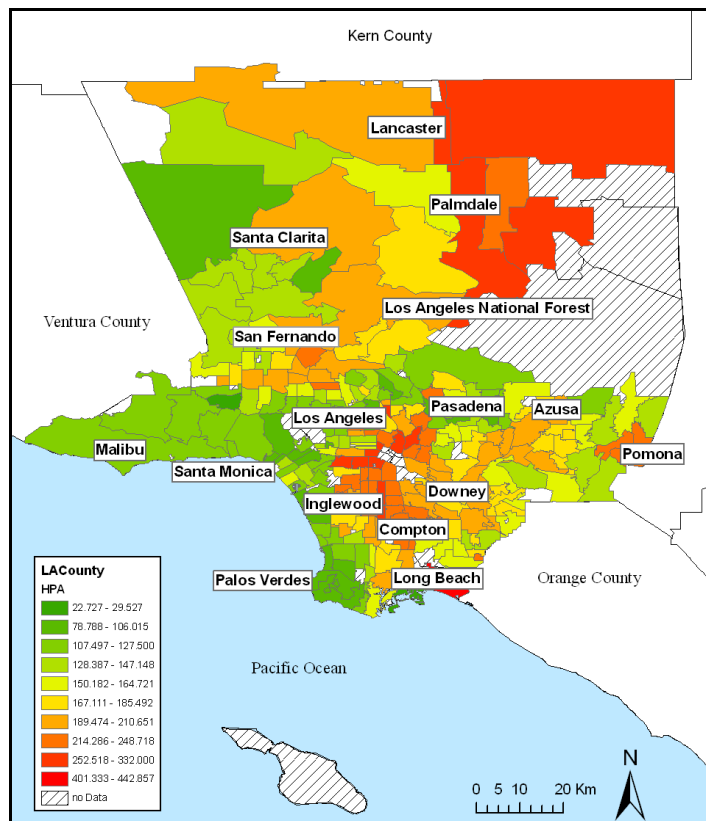 Kern County
Lancaster
Palmdale
Santa Clarita
Los Angeles National Forest
Ventura County
San Fernando
Los Angeles
Pasadena
Azusa
Malibu
Pomona
Santa Monica
Downey
Inglewood
Compton
Palos Verdes
Long Beach
Orange County
Pacific Ocean
LACounty
HPA
22.727 - 29.527
78.788 - 106.015
107.497 - 127.500
128.387 - 147.148
150.182 - 164.721
167.111 - 185.492
189.474 - 210.651
214.286 - 248.718
252.518 - 332.000
401.333 - 442.857
no Data
0 5 10 20 Km
N